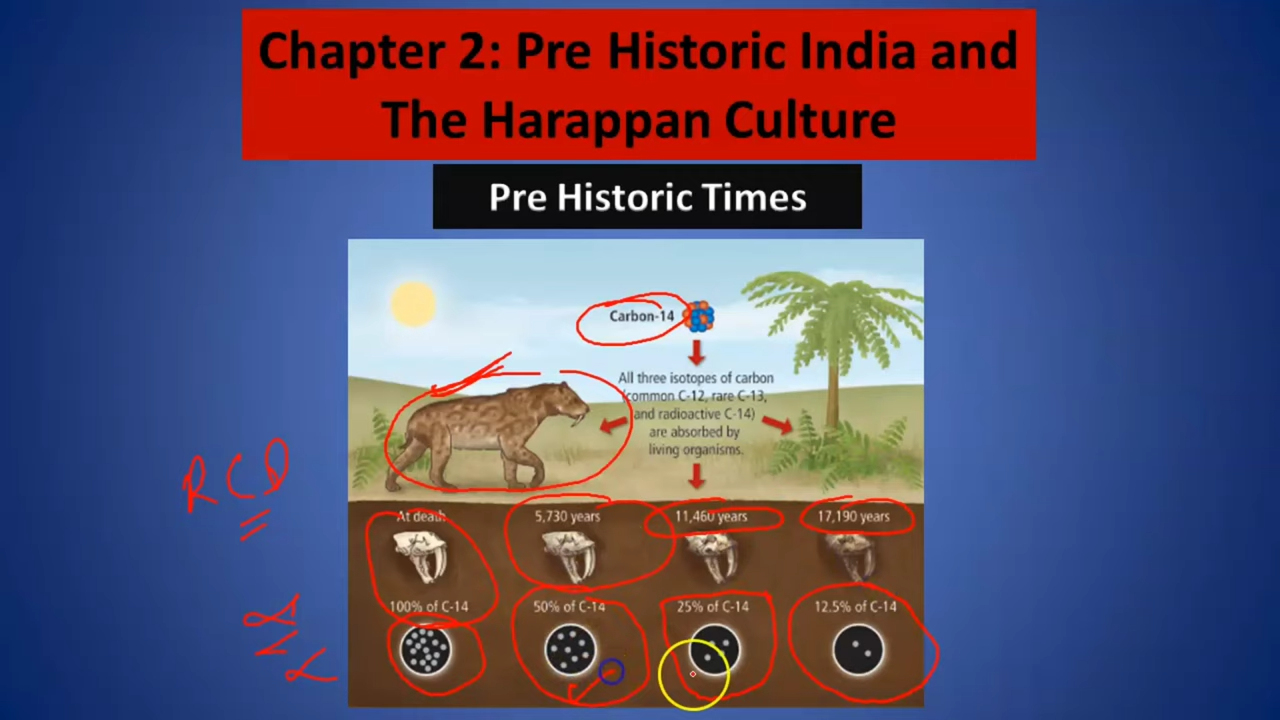 Chapter 2: Pre Historic India and
The Harappan Culture
Pre Historic Times
Carbon-14
All three isotopes of carbon
(common C-12, rare C-13,
and radioactive C-14)
are absorbed by
living organisms.
RCD
At death
5,730 years
11,460 years
17,190 years
100% of C-14
50% of C-14
25% of C-14
12.5% of C-14